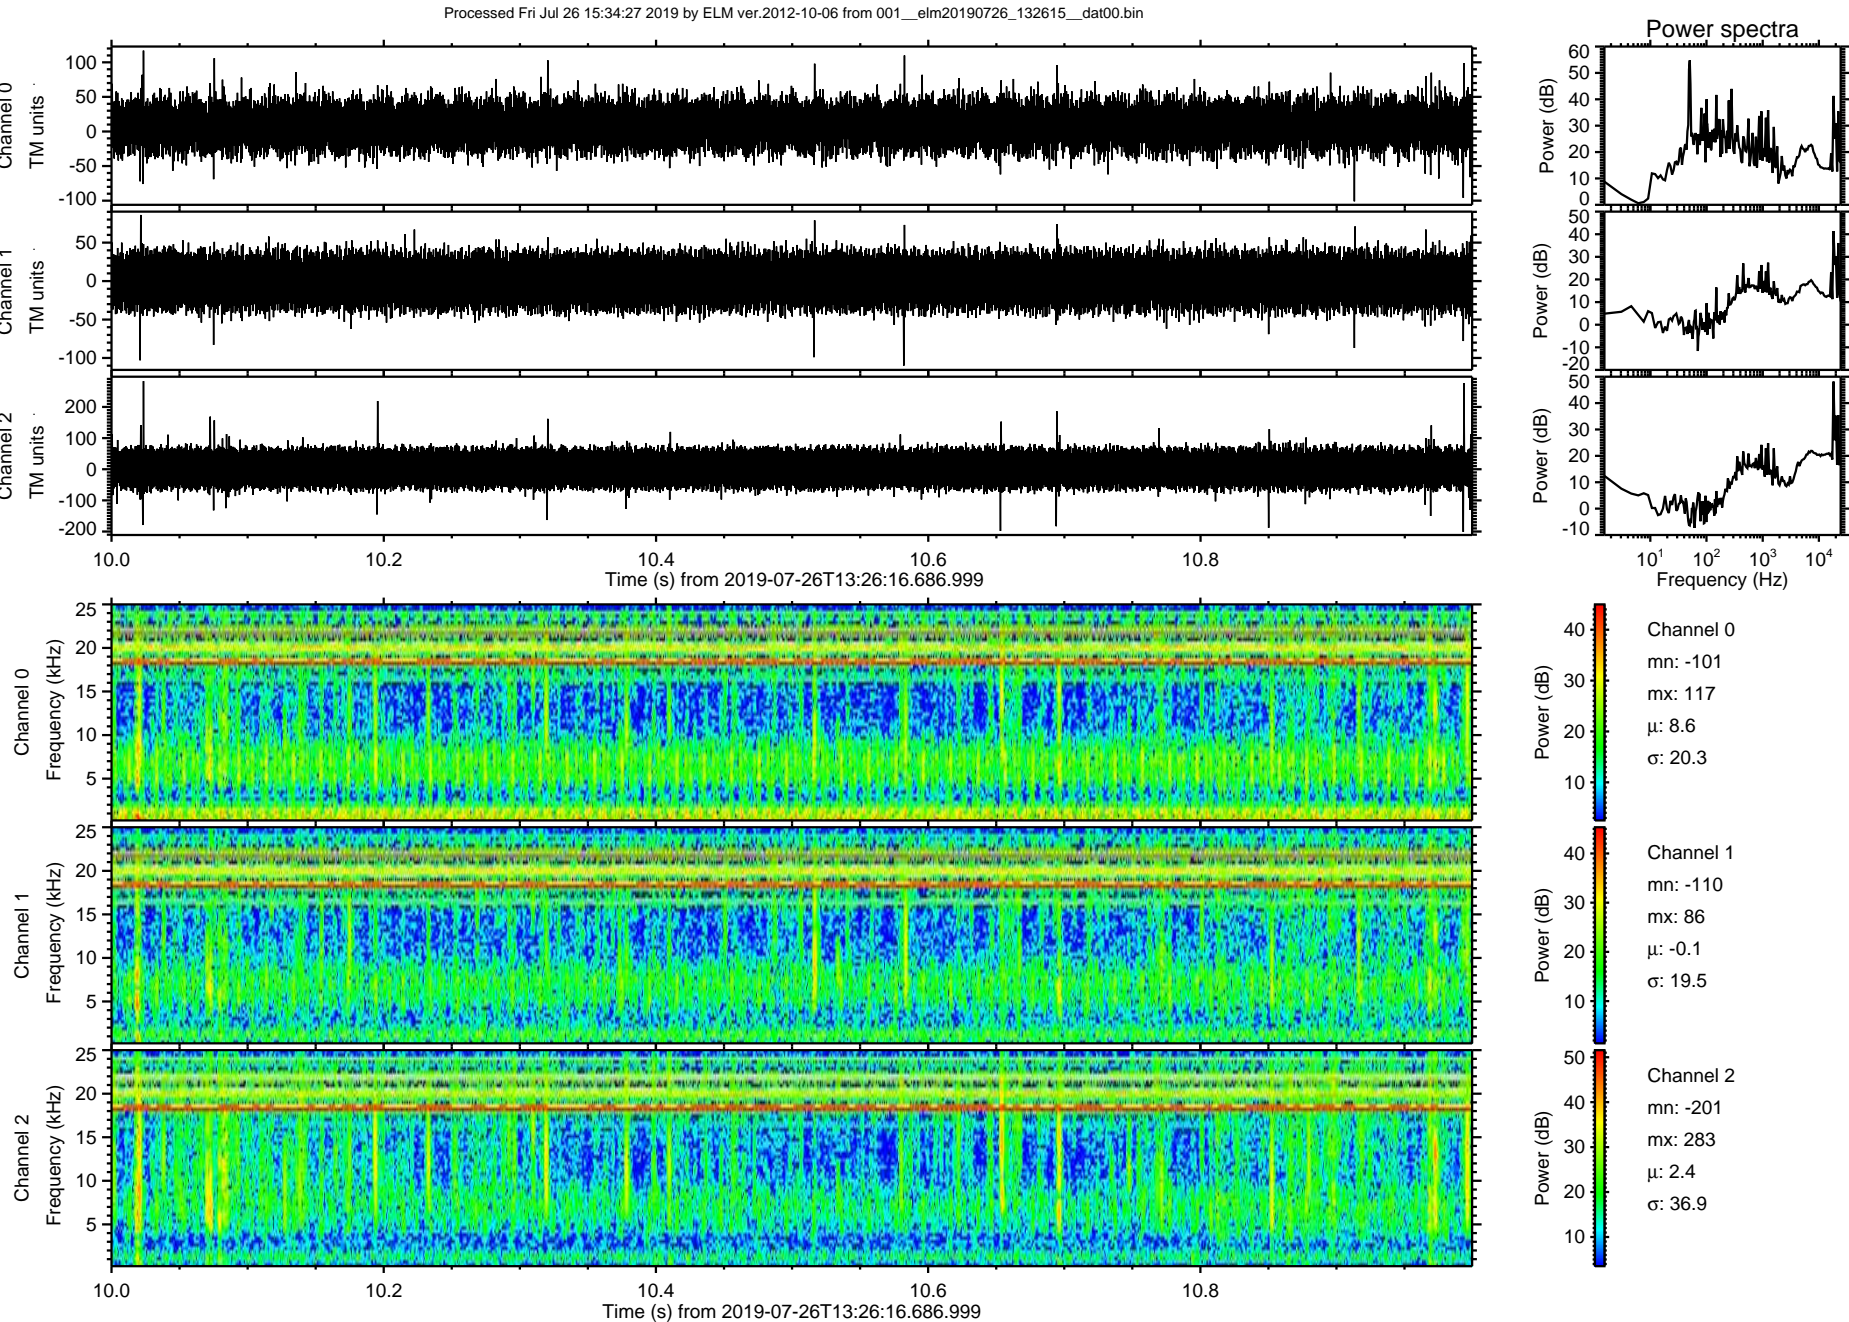 Processed Fri Jul 26 15:34:27 2019 by ELM ver.2012-10-06 from 001__elm20190726_132615__dat00.bin
Power spectra
Channel 0
TM units
100
50
0
-50
-100
Power (dB)
60
50
40
30
20
10
0
Channel 1
TM units
50
0
-50
-100
Power (dB)
50
40
30
20
10
0
-10
-20
Channel 2
TM units
200
100
0
-100
-200
Power (dB)
50
40
30
20
10
0
-10
10.0 10.2 10.4 10.6 10.8
Time (s) from 2019-07-26T13:26:16.686.999
10¹ 10² 10³ 10⁴
Frequency (Hz)
Channel 0
Frequency (kHz)
25
20
15
10
5
Power (dB)
40
30
20
10
Channel 0
mn: -101
mx: 117
μ: 8.6
σ: 20.3
Channel 1
Frequency (kHz)
25
20
15
10
5
Power (dB)
40
30
20
10
Channel 1
mn: -110
mx: 86
μ: -0.1
σ: 19.5
Channel 2
Frequency (kHz)
25
20
15
10
5
Power (dB)
50
40
30
20
10
Channel 2
mn: -201
mx: 283
μ: 2.4
σ: 36.9
10.0 10.2 10.4 10.6 10.8
Time (s) from 2019-07-26T13:26:16.686.999